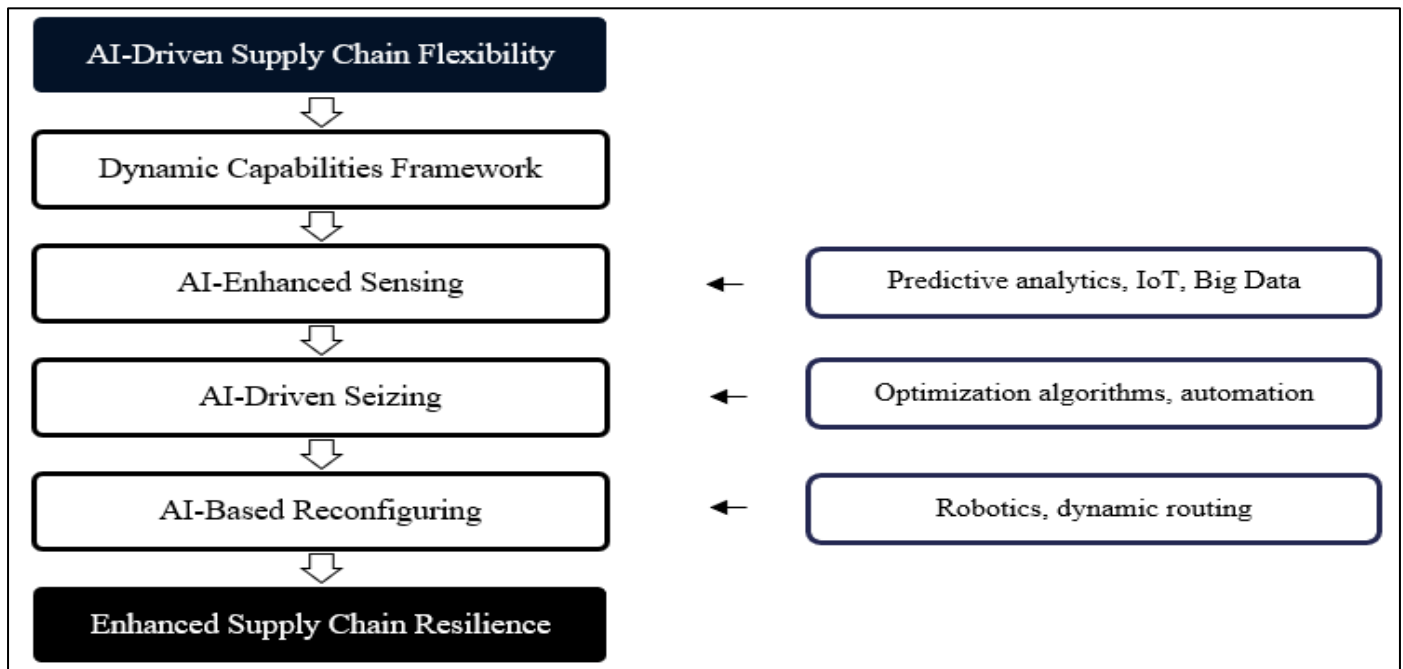 AI-Driven Supply Chain Flexibility
Dynamic Capabilities Framework
AI-Enhanced Sensing
Predictive analytics, IoT, Big Data
AI-Driven Seizing
Optimization algorithms, automation
AI-Based Reconfiguring
Robotics, dynamic routing
Enhanced Supply Chain Resilience